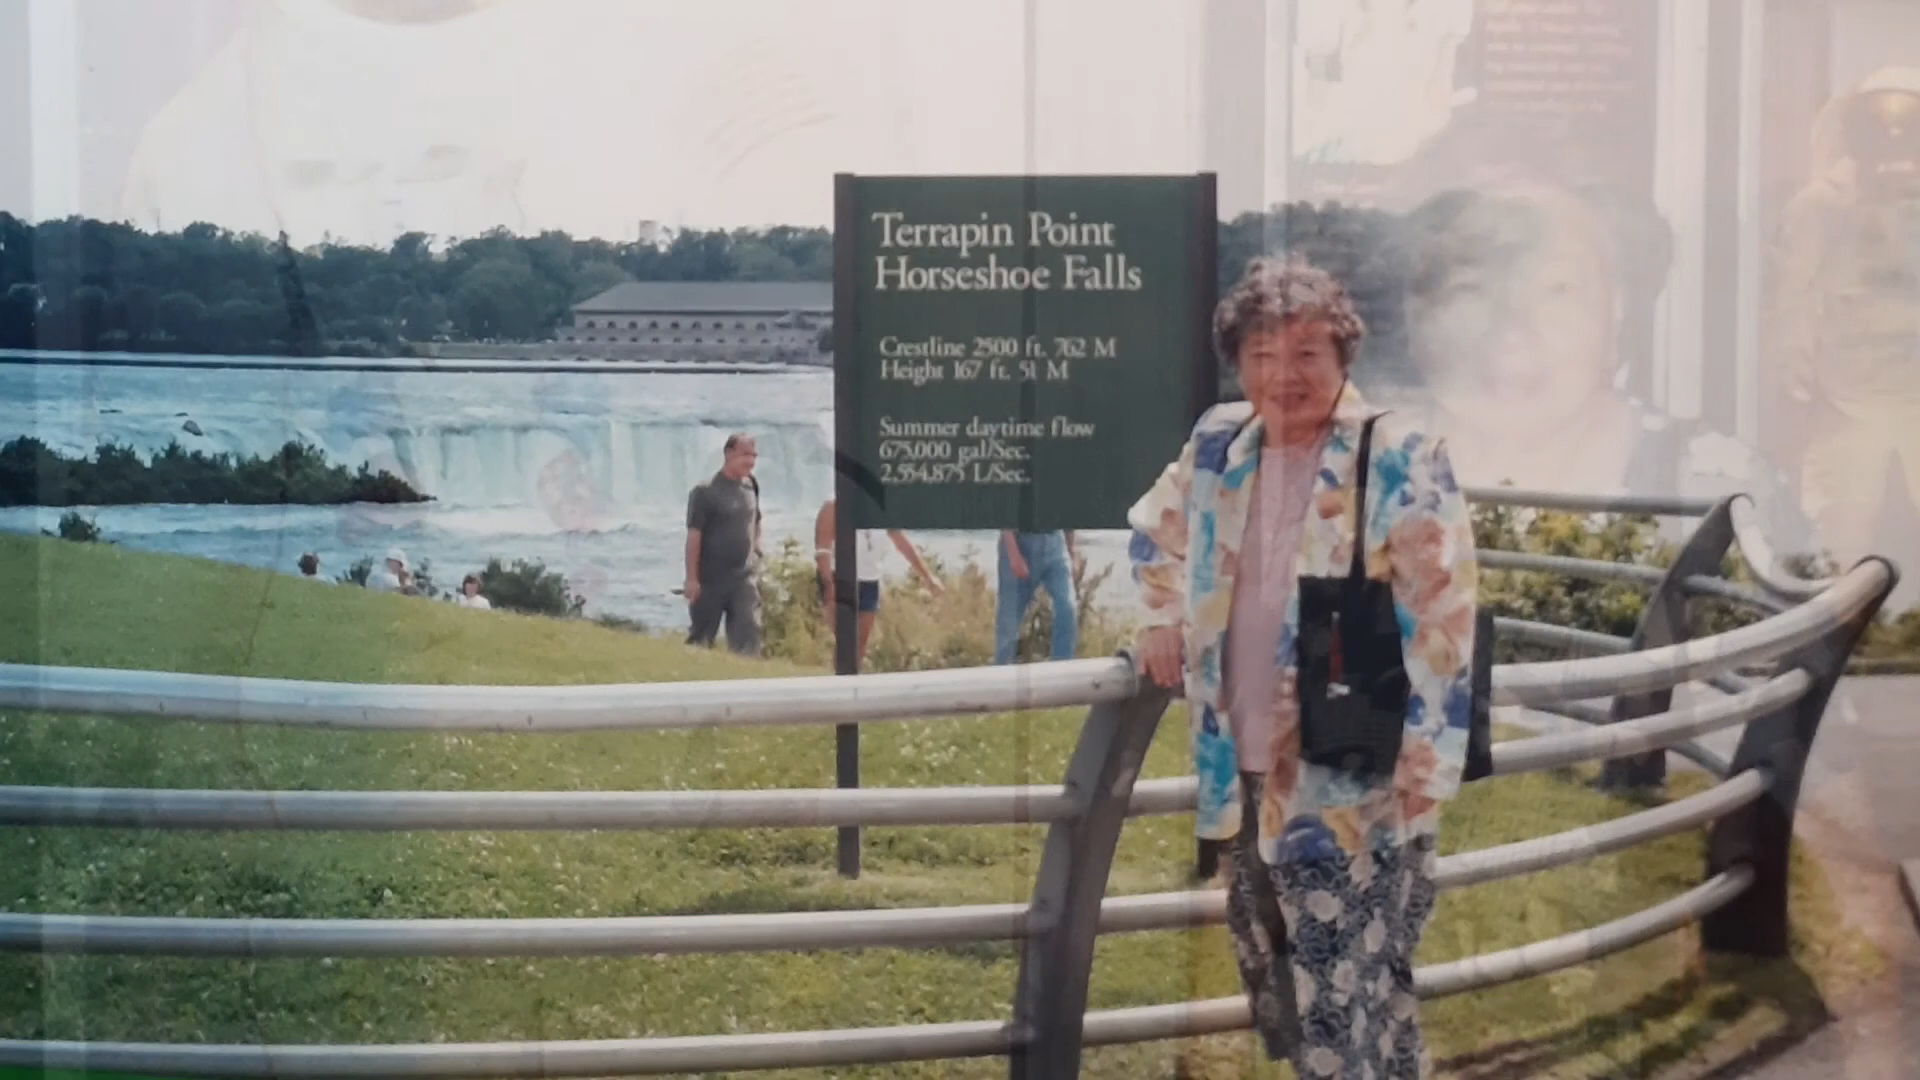 Terrapin Point
Horseshoe Falls
Crestline 2500 ft. 762 M
Height 167 ft. 51 M
Summer daytime flow
675,000 gal/Sec.
2,554,875 L/Sec.